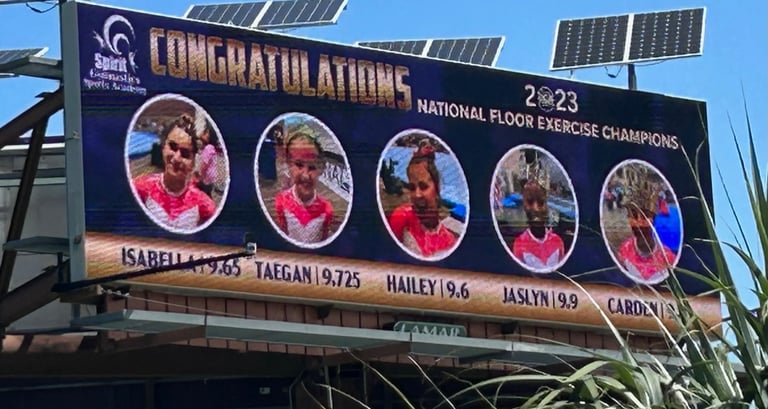 Spirit
Gymnastics
Sports Academy
CONGRATULATIONS
2023
NATIONAL FLOOR EXERCISE CHAMPIONS
ISABELLA | 9.65
TAEGAN | 9.725
HAILEY | 9.6
JASLYN | 9.9
CARDEN |
LAMAR